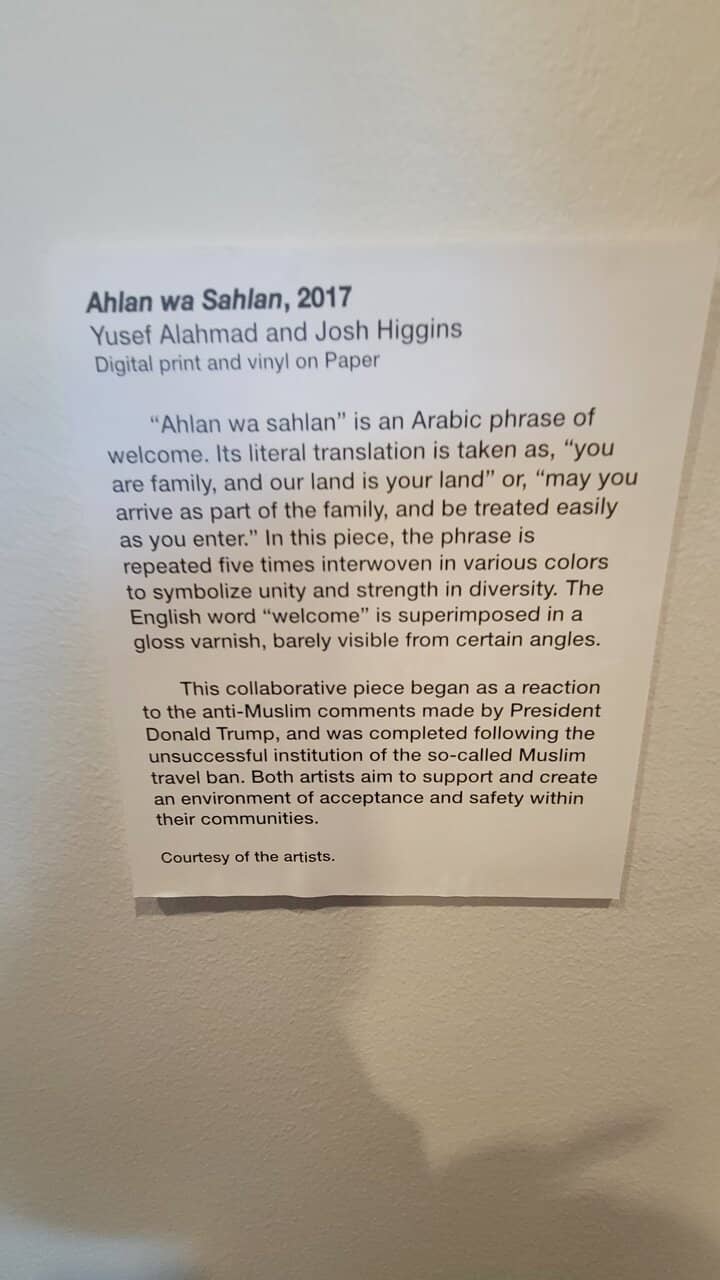 Ahlan wa Sahlan, 2017
Yusef Alahmad and Josh Higgins
Digital print and vinyl on Paper
“Ahlan wa sahlan” is an Arabic phrase of
welcome. Its literal translation is taken as, “you
are family, and our land is your land” or, “may you
arrive as part of the family, and be treated easily
as you enter.” In this piece, the phrase is
repeated five times interwoven in various colors
to symbolize unity and strength in diversity. The
English word “welcome” is superimposed in a
gloss varnish, barely visible from certain angles.
This collaborative piece began as a reaction
to the anti-Muslim comments made by President
Donald Trump, and was completed following the
unsuccessful institution of the so-called Muslim
travel ban. Both artists aim to support and create
an environment of acceptance and safety within
their communities.
Courtesy of the artists.